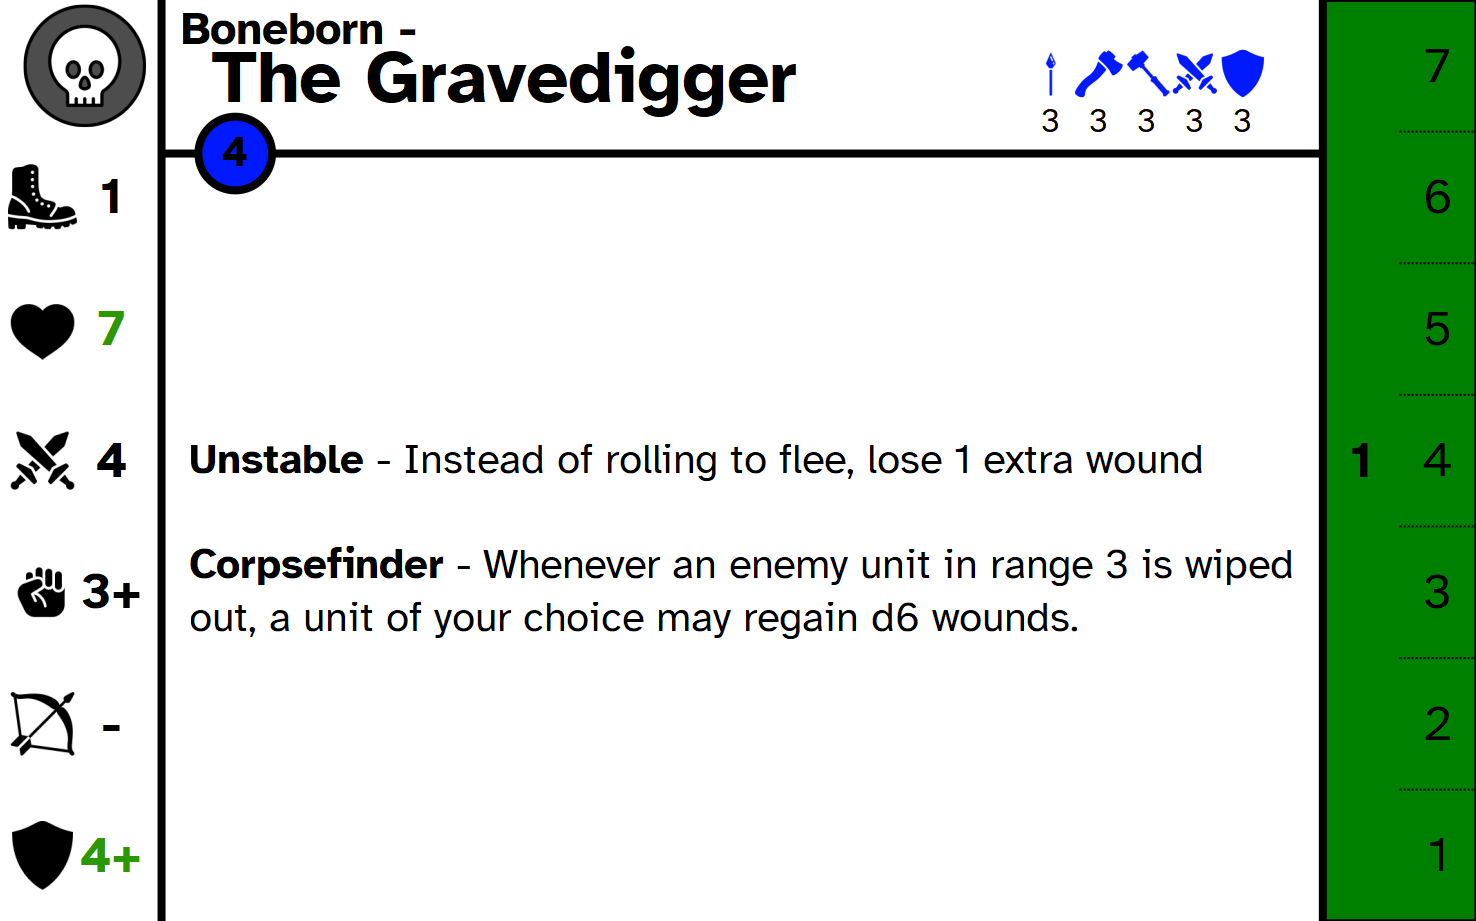 Boneborn -
The Gravedigger
3 3 3 3 3
4
1
7
4
3+
-
4+
Unstable - Instead of rolling to flee, lose 1 extra wound
Corpsefinder - Whenever an enemy unit in range 3 is wiped
out, a unit of your choice may regain d6 wounds.
7
6
5
1 4
3
2
1